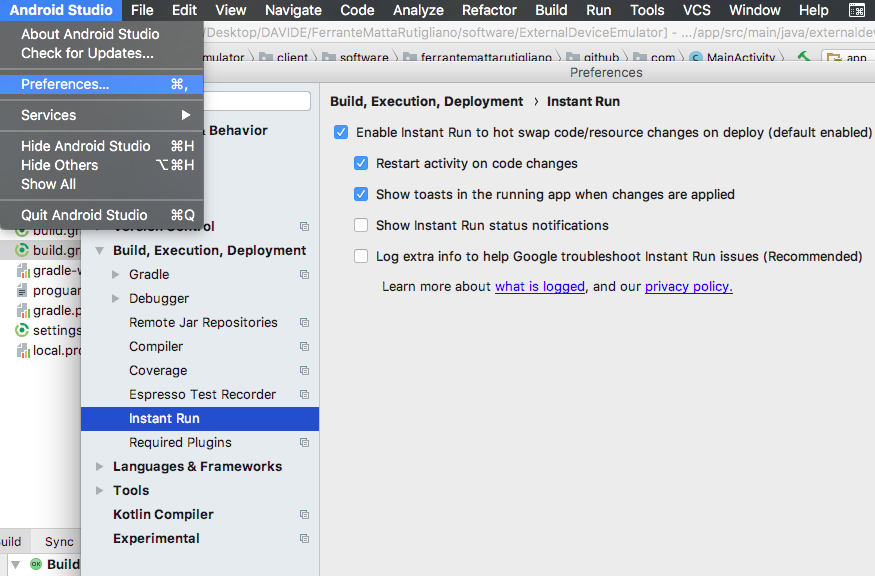 Android Studio File Edit View Navigate Code Analyze Refactor Build Run Tools VCS Window Help
About Android Studio
Check for Updates...
Preferences... ⌘,
Services
Hide Android Studio ⌘H
Hide Others ⌥⌘H
Show All
Quit Android Studio ⌘Q
/Desktop/DAVIDE/FerranteMattaRutigliano/software/ExternalDeviceEmulator] - .../app/src/main/java/externaldev
mulator client software ferrantemattarutigliano github com MainActivity app
Preferences
& Behavior
Version Control
Build, Execution, Deployment
Gradle
Debugger
Remote Jar Repositories
Compiler
Coverage
Espresso Test Recorder
Instant Run
Required Plugins
Languages & Frameworks
Tools
Kotlin Compiler
Experimental
Build, Execution, Deployment › Instant Run
Enable Instant Run to hot swap code/resource changes on deploy (default enabled)
Restart activity on code changes
Show toasts in the running app when changes are applied
Show Instant Run status notifications
Log extra info to help Google troubleshoot Instant Run issues (Recommended)
Learn more about what is logged, and our privacy policy.
build.gr
build.gr
gradle-w
proguar
gradle.p
settings
local.pro
uild Sync
OK Build